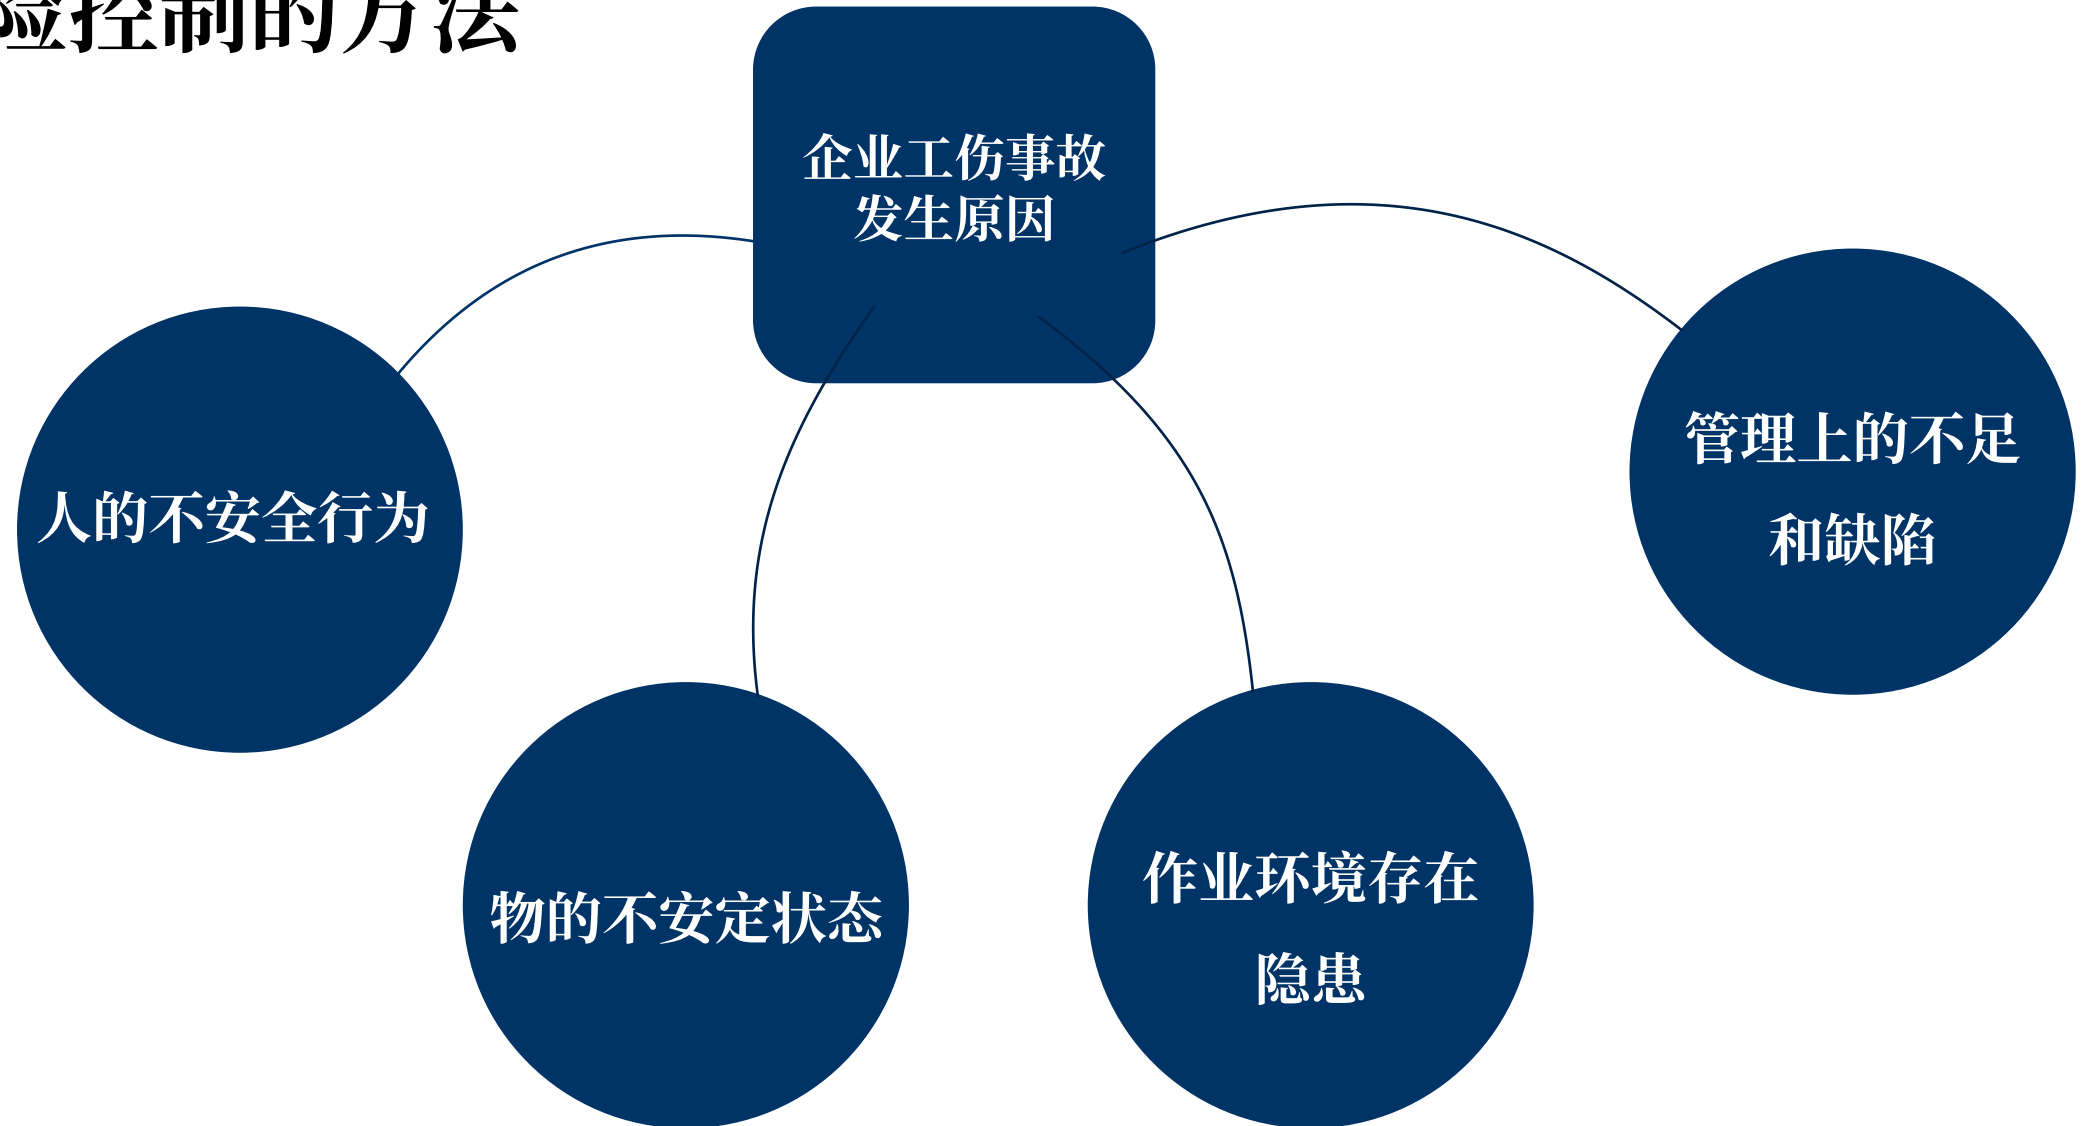 险控制的方法
企业工伤事故
发生原因
人的不安全行为
物的不安定状态
作业环境存在
隐患
管理上的不足
和缺陷